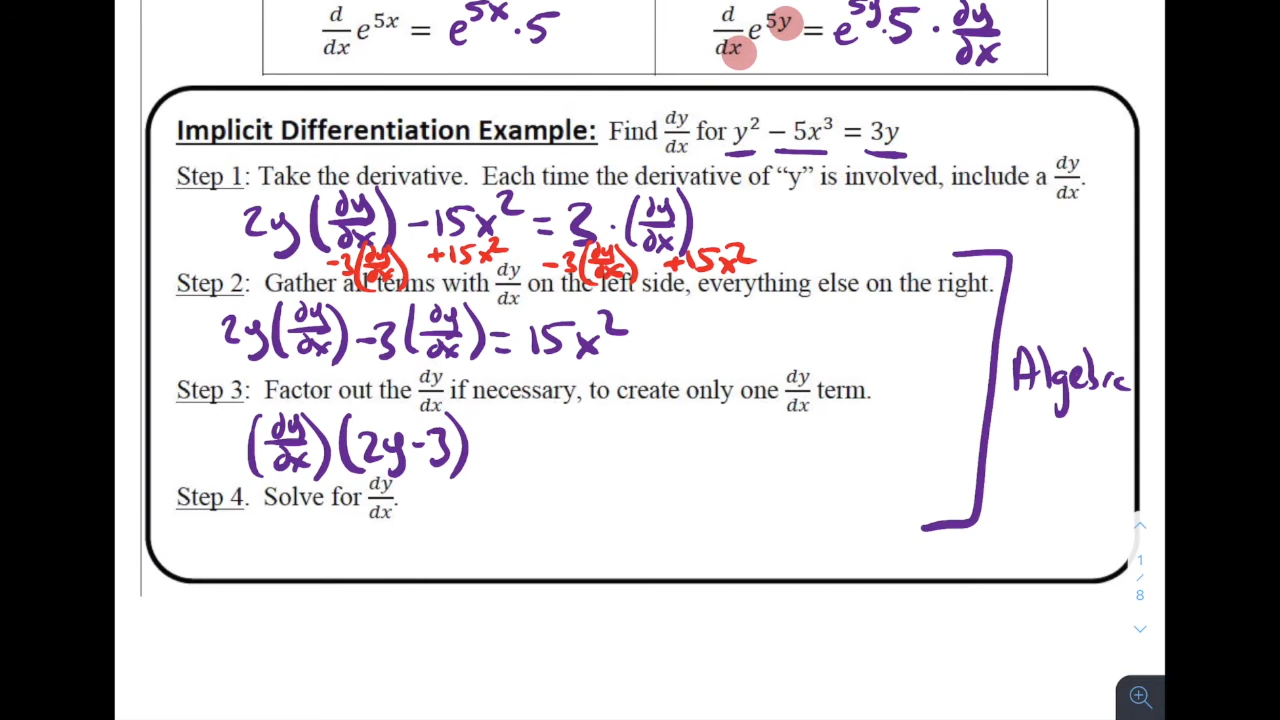 d/dx e^{5x} = e^{5x} · 5
d/dx e^{5y} = e^{5y} · 5 · dy/dx
Implicit Differentiation Example: Find dy/dx for y² − 5x³ = 3y
Step 1: Take the derivative. Each time the derivative of “y” is involved, include a dy/dx.
2y(dy/dx) − 15x² = 3 · (dy/dx)
−3(dy/dx) +15x² −3(dy/dx) +15x²
Step 2: Gather all terms with dy/dx on the left side, everything else on the right.
2y(dy/dx) − 3(dy/dx) = 15x²
Algebra
Step 3: Factor out the dy/dx if necessary, to create only one dy/dx term.
(dy/dx)(2y − 3)
Step 4. Solve for dy/dx.
1
/
8